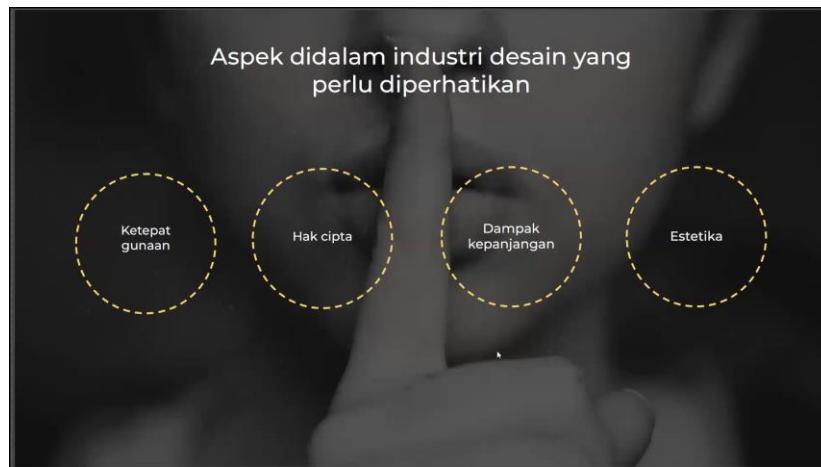 Aspek didalam industri desain yang
perlu diperhatikan
Ketepat
gunaan
Hak cipta
Dampak
kepanjangan
Estetika